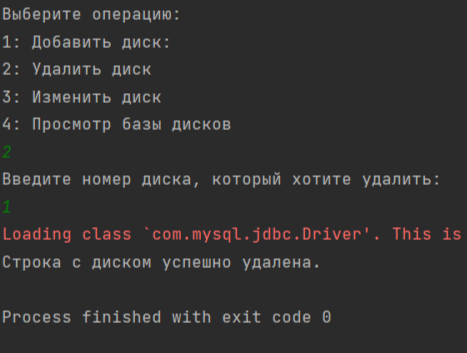 Выберите операцию:
1: Добавить диск:
2: Удалить диск
3: Изменить диск
4: Просмотр базы дисков
2
Введите номер диска, который хотите удалить:
1
Loading class `com.mysql.jdbc.Driver'. This is
Строка с диском успешно удалена.
Process finished with exit code 0